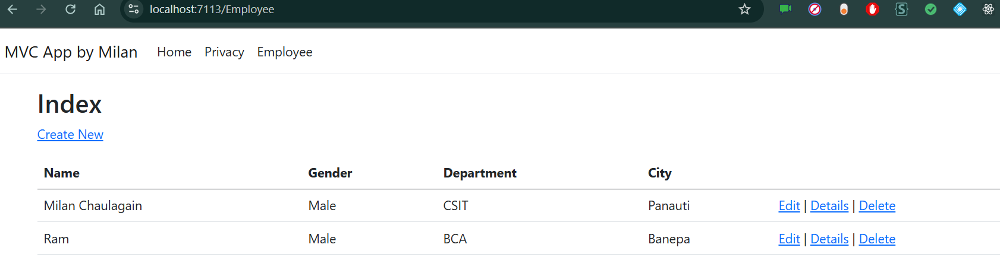 localhost:7113/Employee
MVC App by Milan Home Privacy Employee
Index
Create New
Name Gender Department City
Milan Chaulagain Male CSIT Panauti Edit | Details | Delete
Ram Male BCA Banepa Edit | Details | Delete